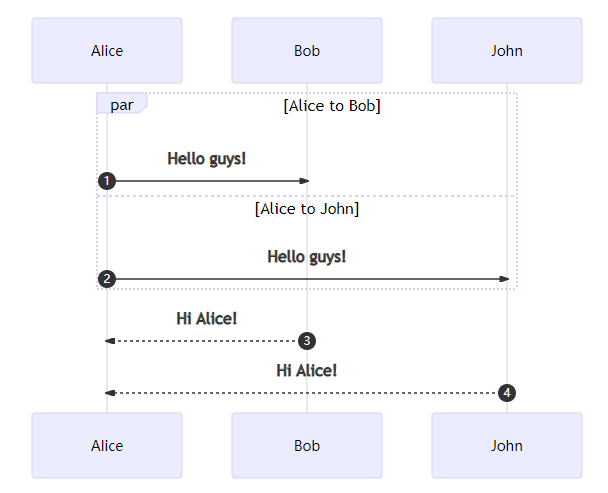 Alice Bob John
par [Alice to Bob]
Hello guys!
1
[Alice to John]
Hello guys!
2
Hi Alice!
3
Hi Alice!
4
Alice Bob John